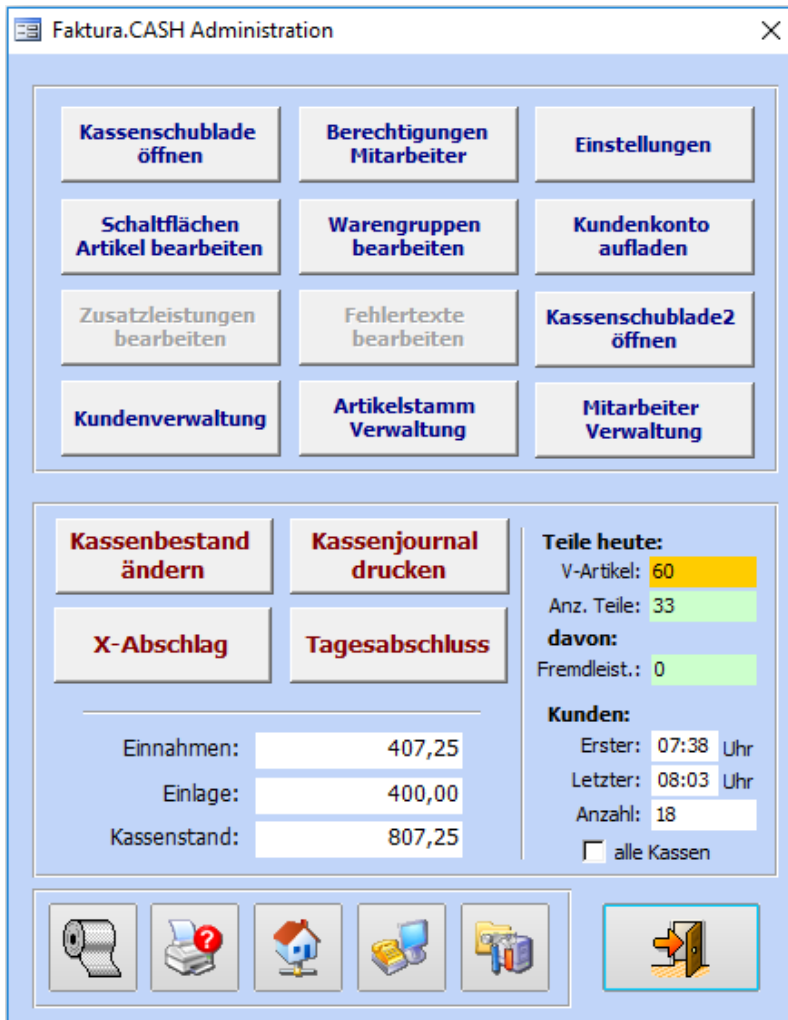 Faktura.CASH Administration
Kassenschublade
öffnen
Berechtigungen
Mitarbeiter
Einstellungen
Schaltflächen
Artikel bearbeiten
Warengruppen
bearbeiten
Kundenkonto
aufladen
Zusatzleistungen
bearbeiten
Fehlertexte
bearbeiten
Kassenschublade2
öffnen
Kundenverwaltung
Artikelstamm
Verwaltung
Mitarbeiter
Verwaltung
Kassenbestand
ändern
Kassenjournal
drucken
X-Abschlag
Tagesabschluss
Einnahmen: 407,25
Einlage: 400,00
Kassenstand: 807,25
Teile heute:
V-Artikel: 60
Anz. Teile: 33
davon:
Fremdleist.: 0
Kunden:
Erster: 07:38 Uhr
Letzter: 08:03 Uhr
Anzahl: 18
alle Kassen
?